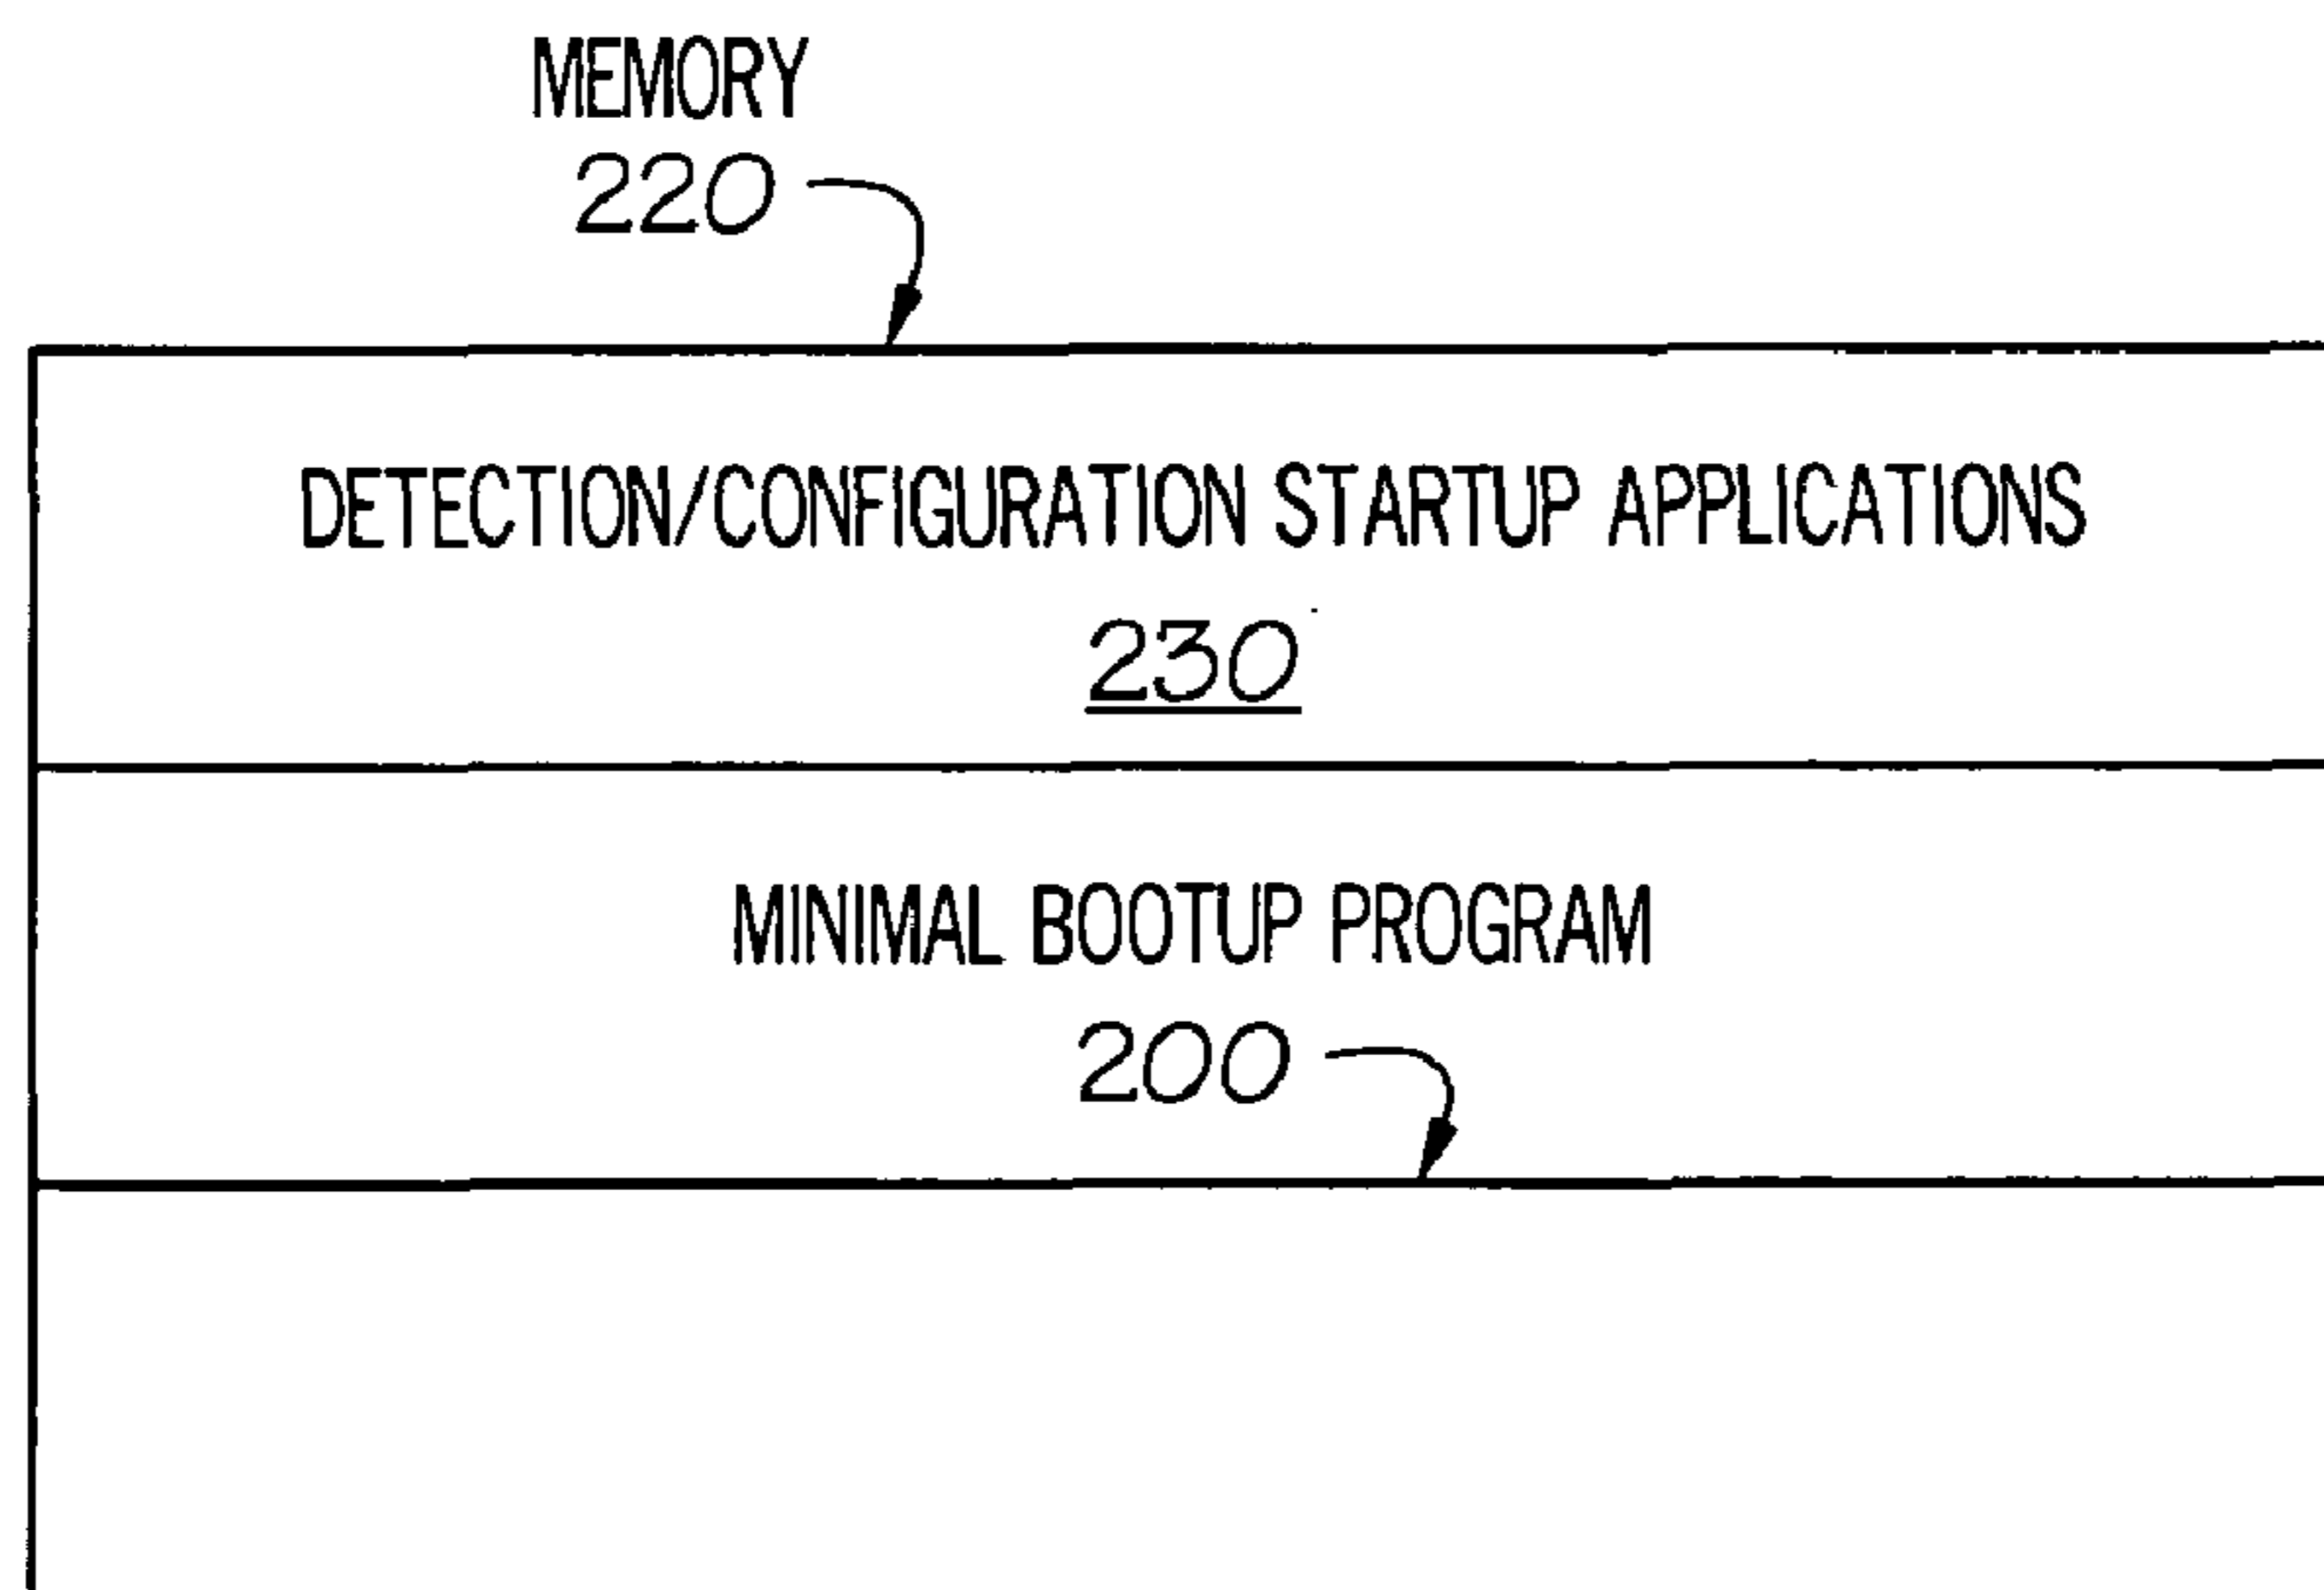 MEMORY
220
DETECTION/CONFIGURATION STARTUP APPLICATIONS
230
MINIMAL BOOTUP PROGRAM
200